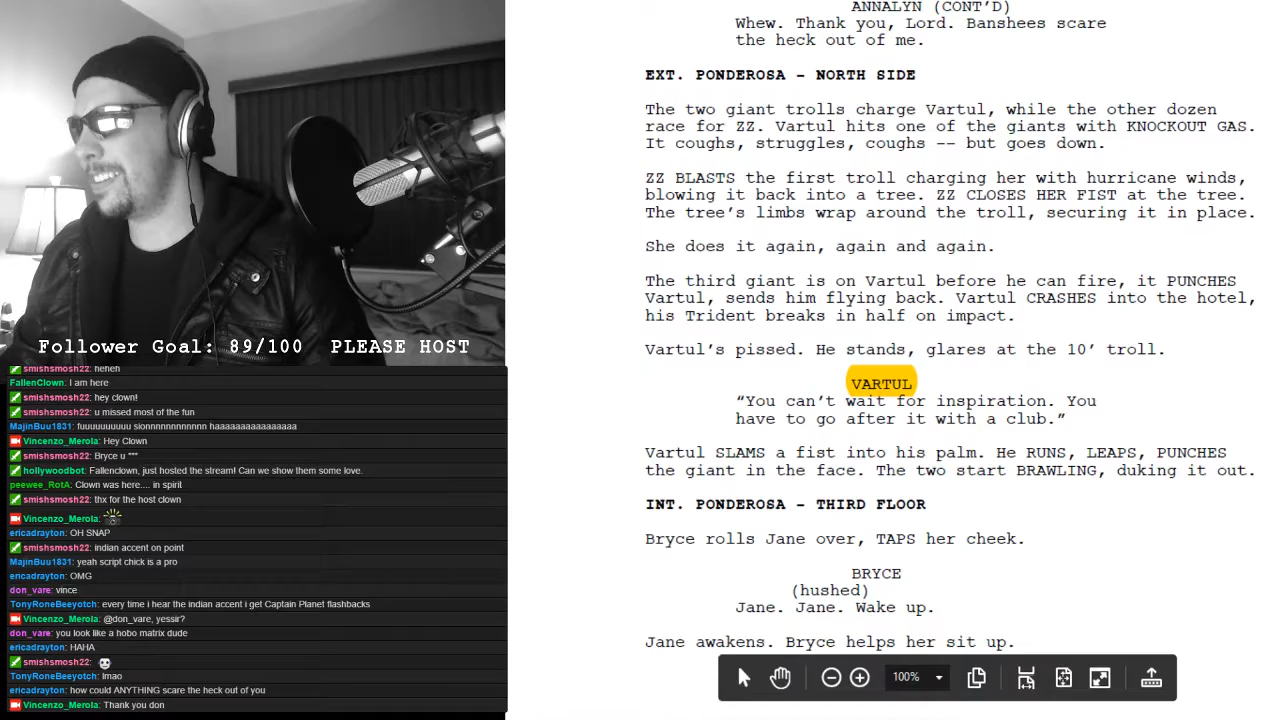 Follower Goal: 89/100 PLEASE HOST
smishsmosh22: heheh
FallenClown: I am here
smishsmosh22: hey clown!
smishsmosh22: u missed most of the fun
MajinBuu1831: fuuuuuuuuu sionnnnnnnnnnn haaaaaaaaaaaaaaaa
Vincenzo_Merola: Hey Clown
smishsmosh22: Bryce u ***
hollywoodbot: Fallenclown, just hosted the stream! Can we show them some love.
peewee_RotA: Clown was here.... in spirit
smishsmosh22: thx for the host clown
Vincenzo_Merola:
ericadrayton: OH SNAP
smishsmosh22: indian accent on point
MajinBuu1831: yeah script chick is a pro
ericadrayton: OMG
don_vare: vince
TonyRoneBeeyotch: every time i hear the indian accent i get Captain Planet flashbacks
Vincenzo_Merola: @don_vare, yessir?
don_vare: you look like a hobo matrix dude
ericadrayton: HAHA
smishsmosh22:
TonyRoneBeeyotch: lmao
ericadrayton: how could ANYTHING scare the heck out of you
Vincenzo_Merola: Thank you don
ANNALYN (CONT'D)
Whew. Thank you, Lord. Banshees scare
the heck out of me.
EXT. PONDEROSA – NORTH SIDE
The two giant trolls charge Vartul, while the other dozen
race for ZZ. Vartul hits one of the giants with KNOCKOUT GAS.
It coughs, struggles, coughs -- but goes down.
ZZ BLASTS the first troll charging her with hurricane winds,
blowing it back into a tree. ZZ CLOSES HER FIST at the tree.
The tree's limbs wrap around the troll, securing it in place.
She does it again, again and again.
The third giant is on Vartul before he can fire, it PUNCHES
Vartul, sends him flying back. Vartul CRASHES into the hotel,
his Trident breaks in half on impact.
Vartul's pissed. He stands, glares at the 10' troll.
VARTUL
“You can't wait for inspiration. You
have to go after it with a club.”
Vartul SLAMS a fist into his palm. He RUNS, LEAPS, PUNCHES
the giant in the face. The two start BRAWLING, duking it out.
INT. PONDEROSA – THIRD FLOOR
Bryce rolls Jane over, TAPS her cheek.
BRYCE
(hushed)
Jane. Jane. Wake up.
Jane awakens. Bryce helps her sit up.
100%